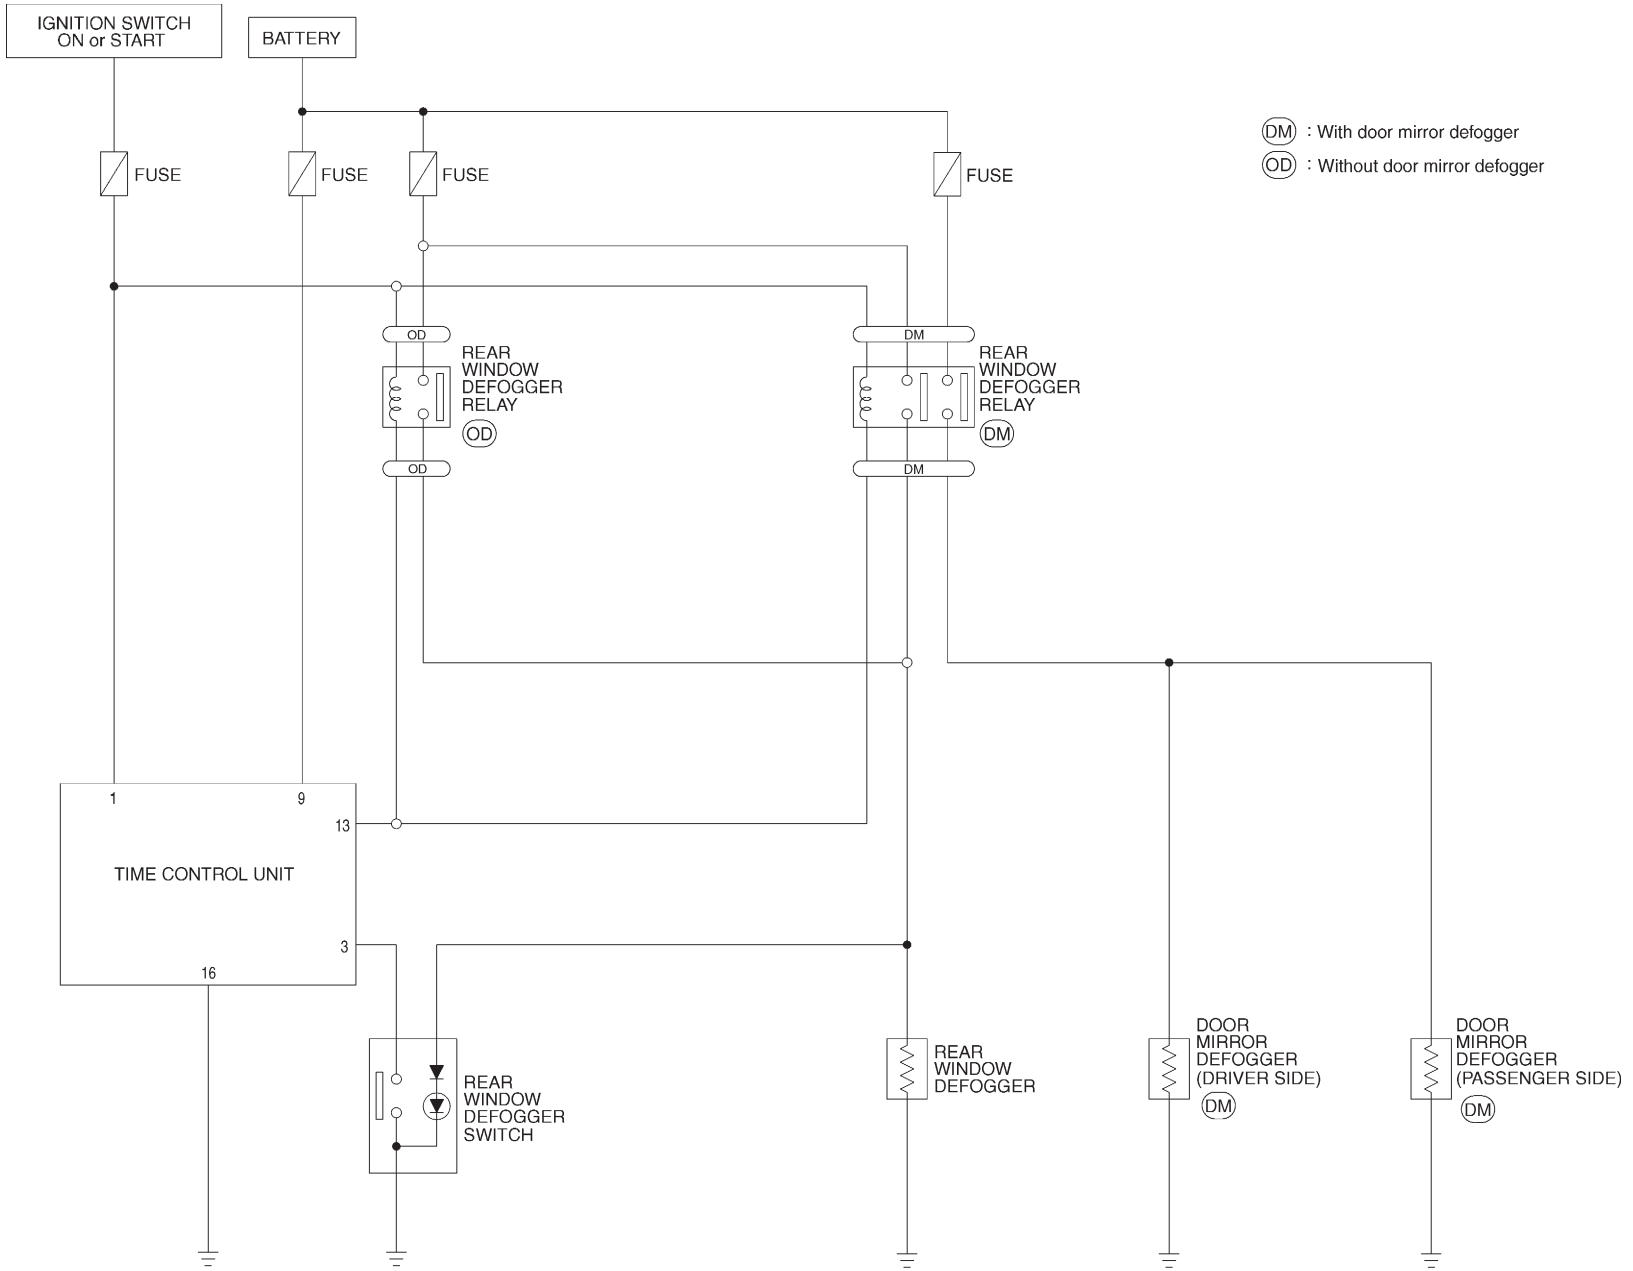 IGNITION SWITCH
ON or START
BATTERY
DM : With door mirror defogger
OD : Without door mirror defogger
FUSE
FUSE
FUSE
FUSE
OD
DM
REAR
WINDOW
DEFOGGER
RELAY
OD
REAR
WINDOW
DEFOGGER
RELAY
DM
OD
DM
1
9
13
TIME CONTROL UNIT
3
16
REAR
WINDOW
DEFOGGER
SWITCH
REAR
WINDOW
DEFOGGER
DOOR
MIRROR
DEFOGGER
(DRIVER SIDE)
DM
DOOR
MIRROR
DEFOGGER
(PASSENGER SIDE)
DM